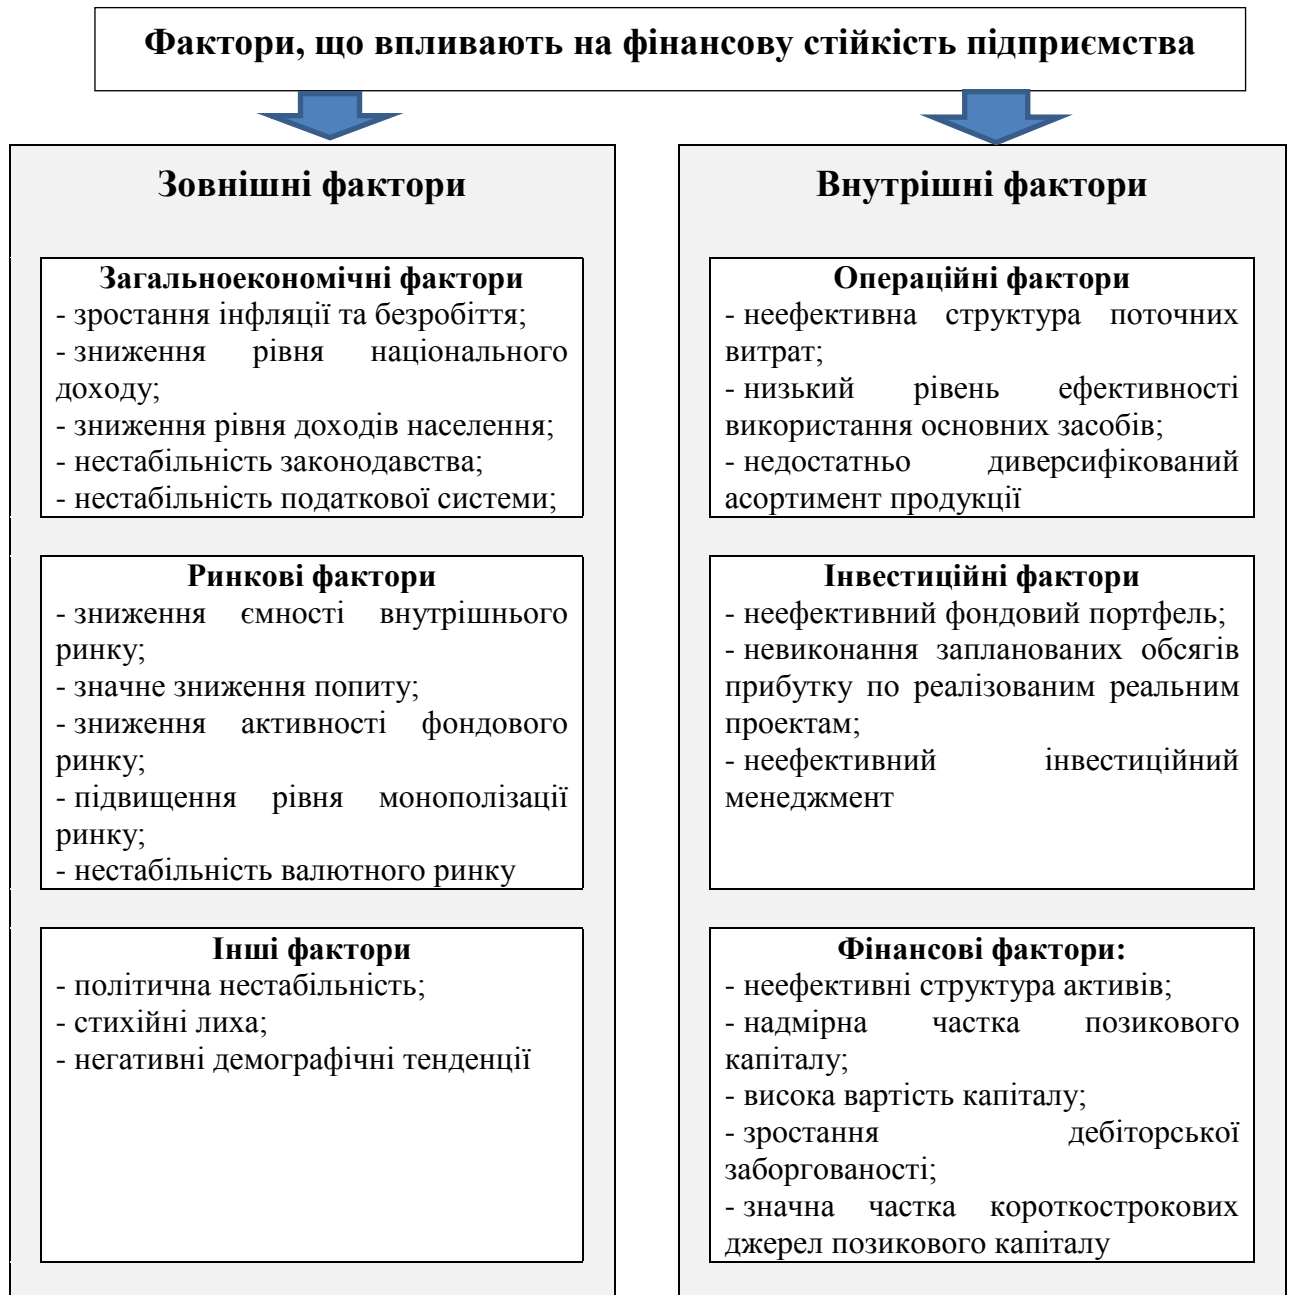 Фактори, що впливають на фінансову стійкість підприємства
Зовнішні фактори
Загальноекономічні фактори
- зростання інфляції та безробіття;
- зниження рівня національного
доходу;
- зниження рівня доходів населення;
- нестабільність законодавства;
- нестабільність податкової системи;
Ринкові фактори
- зниження ємності внутрішнього
ринку;
- значне зниження попиту;
- зниження активності фондового
ринку;
- підвищення рівня монополізації
ринку;
- нестабільність валютного ринку
Інші фактори
- політична нестабільність;
- стихійні лиха;
- негативні демографічні тенденції
Внутрішні фактори
Операційні фактори
- неефективна структура поточних
витрат;
- низький рівень ефективності
використання основних засобів;
- недостатньо диверсифікований
асортимент продукції
Інвестиційні фактори
- неефективний фондовий портфель;
- невиконання запланованих обсягів
прибутку по реалізованим реальним
проектам;
- неефективний інвестиційний
менеджмент
Фінансові фактори:
- неефективні структура активів;
- надмірна частка позикового
капіталу;
- висока вартість капіталу;
- зростання дебіторської
заборгованості;
- значна частка короткострокових
джерел позикового капіталу